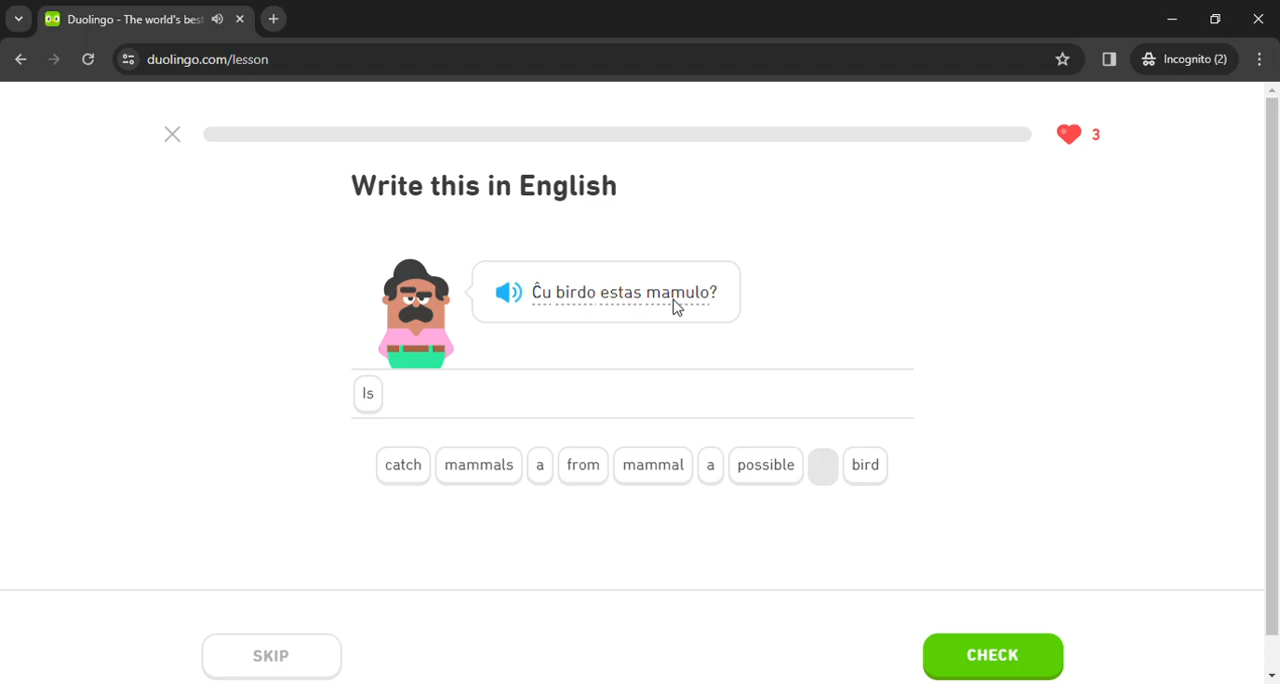 Duolingo - The world's bes
duolingo.com/lesson
Incognito (2)
3
Write this in English
Ĉu birdo estas mamulo?
Is
catch mammals a from mammal a possible bird
SKIP
CHECK